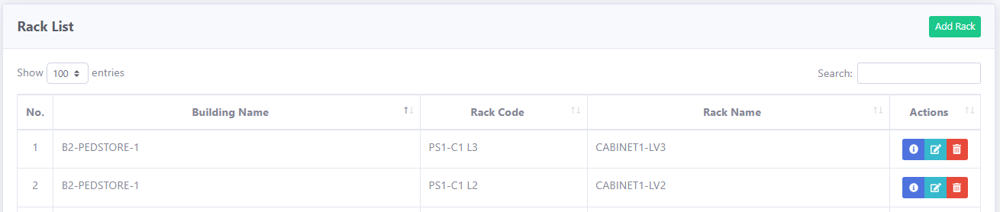 Rack List
Add Rack
Show 100 entries
Search:
No. Building Name Rack Code Rack Name Actions
1 B2-PEDSTORE-1 PS1-C1 L3 CABINET1-LV3
2 B2-PEDSTORE-1 PS1-C1 L2 CABINET1-LV2